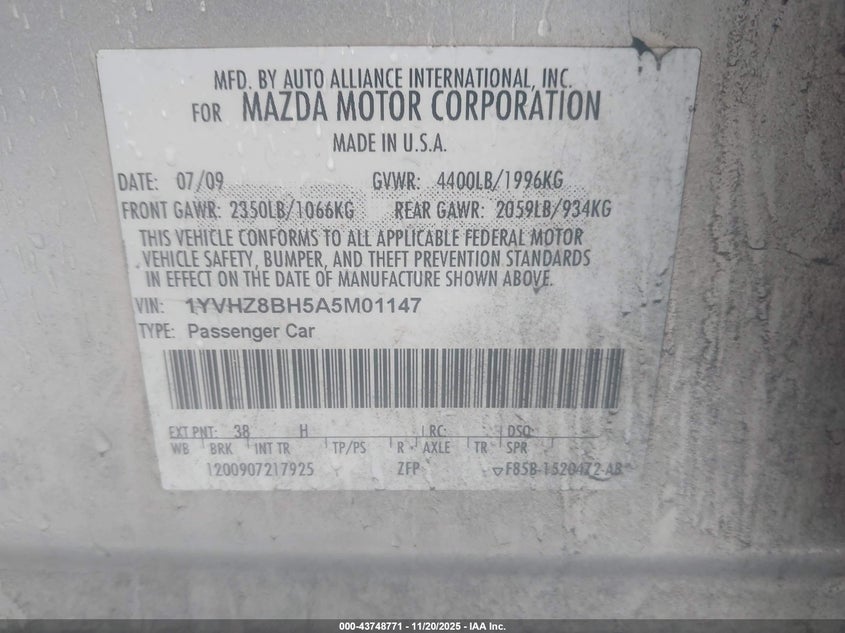 MFD. BY AUTO ALLIANCE INTERNATIONAL, INC.
FOR MAZDA MOTOR CORPORATION
MADE IN U.S.A.
DATE: 07/09 GVWR: 4400LB/1996KG
FRONT GAWR: 2350LB/1066KG REAR GAWR: 2059LB/934KG
THIS VEHICLE CONFORMS TO ALL APPLICABLE FEDERAL MOTOR
VEHICLE SAFETY, BUMPER, AND THEFT PREVENTION STANDARDS
IN EFFECT ON THE DATE OF MANUFACTURE SHOWN ABOVE.
VIN: 1YVHZ8BH5A5M01147
TYPE: Passenger Car
EXT PNT: 38 H RC: DSO:
WB BRK INT TR TP/PS R AXLE TR SPR
1200907217925 ZFP F85B-1520472-AB
000-43748771 - 11/20/2025 - IAA Inc.